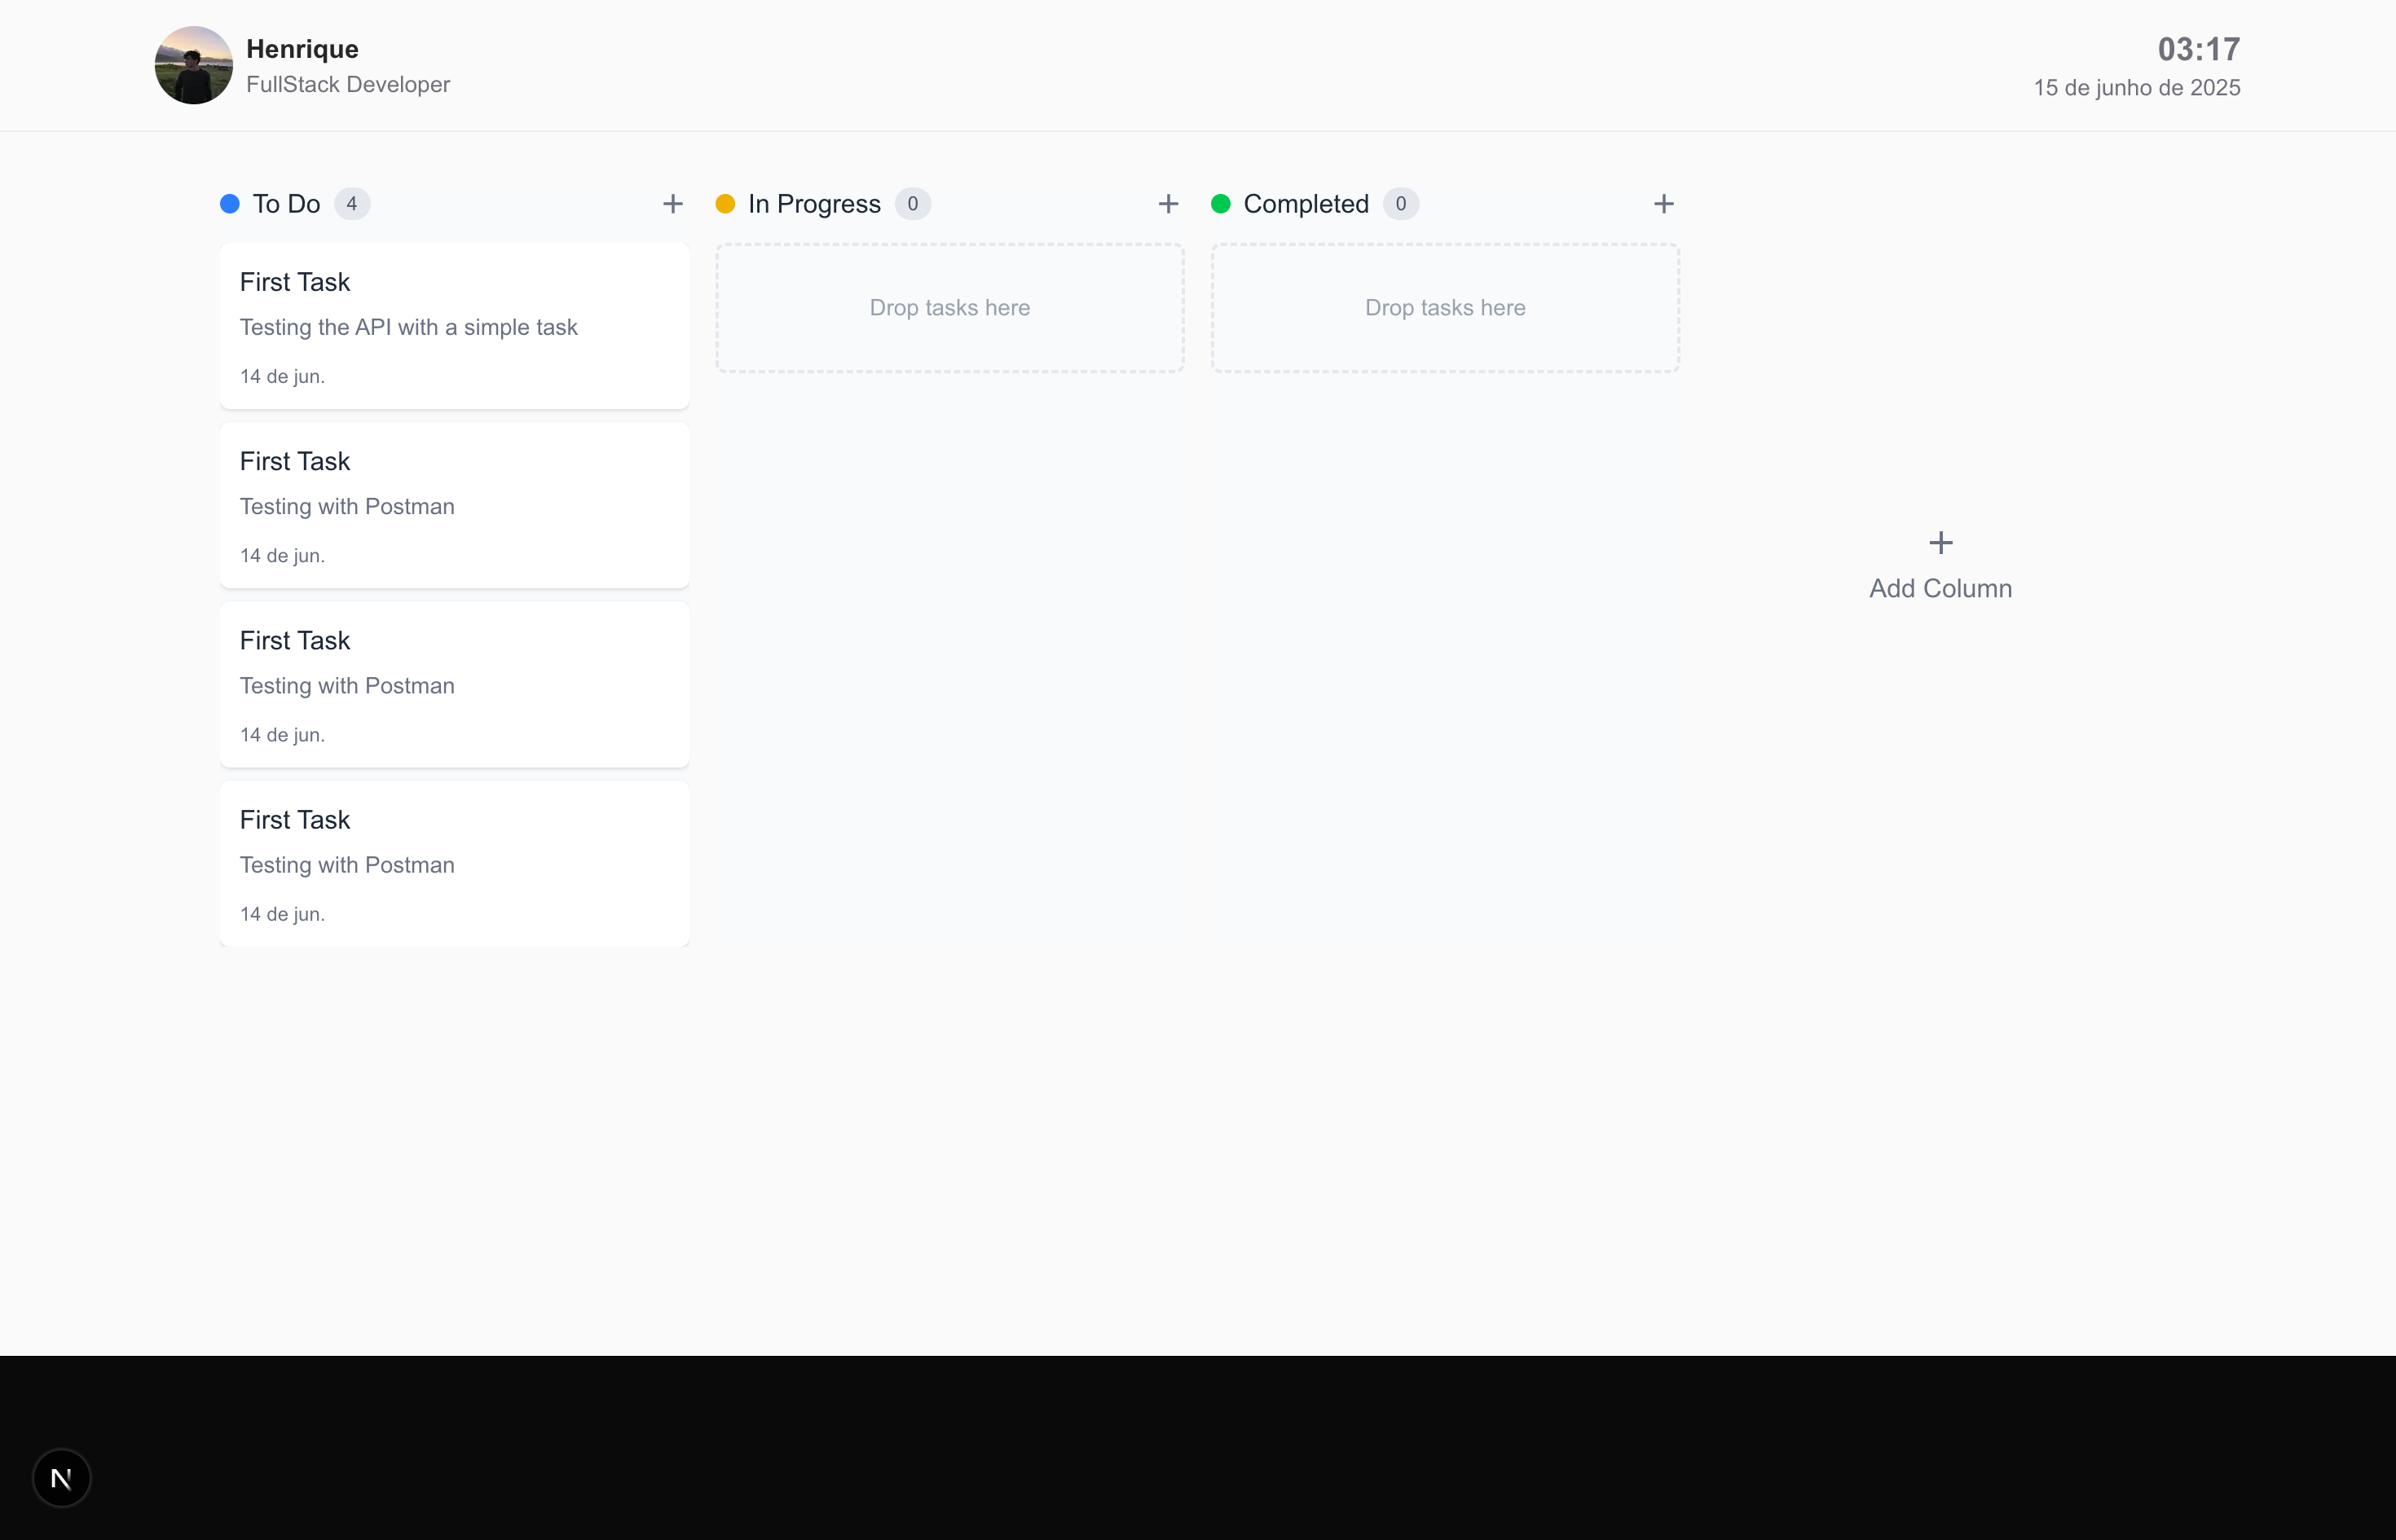 Henrique
FullStack Developer
03:17
15 de junho de 2025
To Do 4
First Task
Testing the API with a simple task
14 de jun.
First Task
Testing with Postman
14 de jun.
First Task
Testing with Postman
14 de jun.
First Task
Testing with Postman
14 de jun.
In Progress 0
Drop tasks here
Completed 0
Drop tasks here
Add Column
N